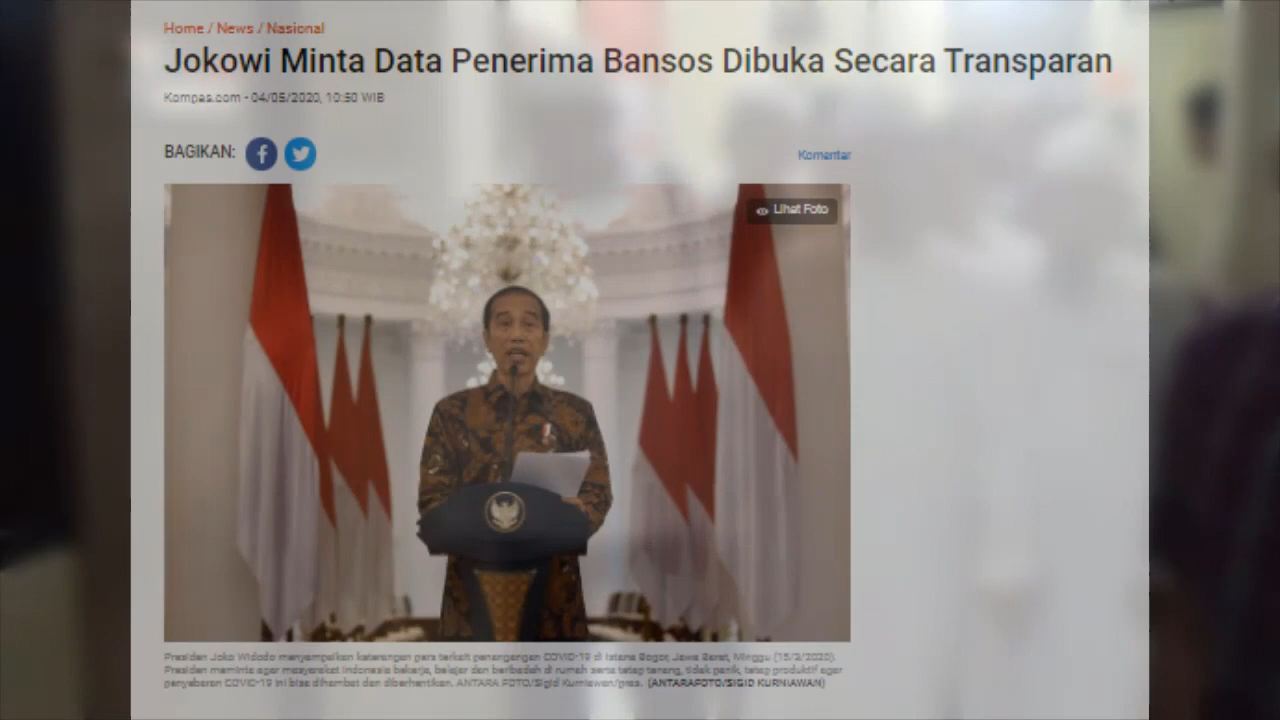 Home / News / Nasional
Jokowi Minta Data Penerima Bansos Dibuka Secara Transparan
Kompas.com - 04/05/2020, 10:50 WIB
BAGIKAN:
Komentar
Lihat Foto
Presiden Joko Widodo menyampaikan keterangan pers terkait penanganan COVID-19 di Istana Bogor, Jawa Barat, Minggu (15/3/2020).
Presiden meminta agar masyarakat Indonesia bekerja, belajar dan beribadah di rumah serta tetap tenang, tidak panik, tetap produktif agar
penyebaran COVID-19 ini bisa dihambat dan diberhentikan. ANTARA FOTO/Sigid Kurniawan/pras. (ANTARAFOTO/SIGID KURNIAWAN)